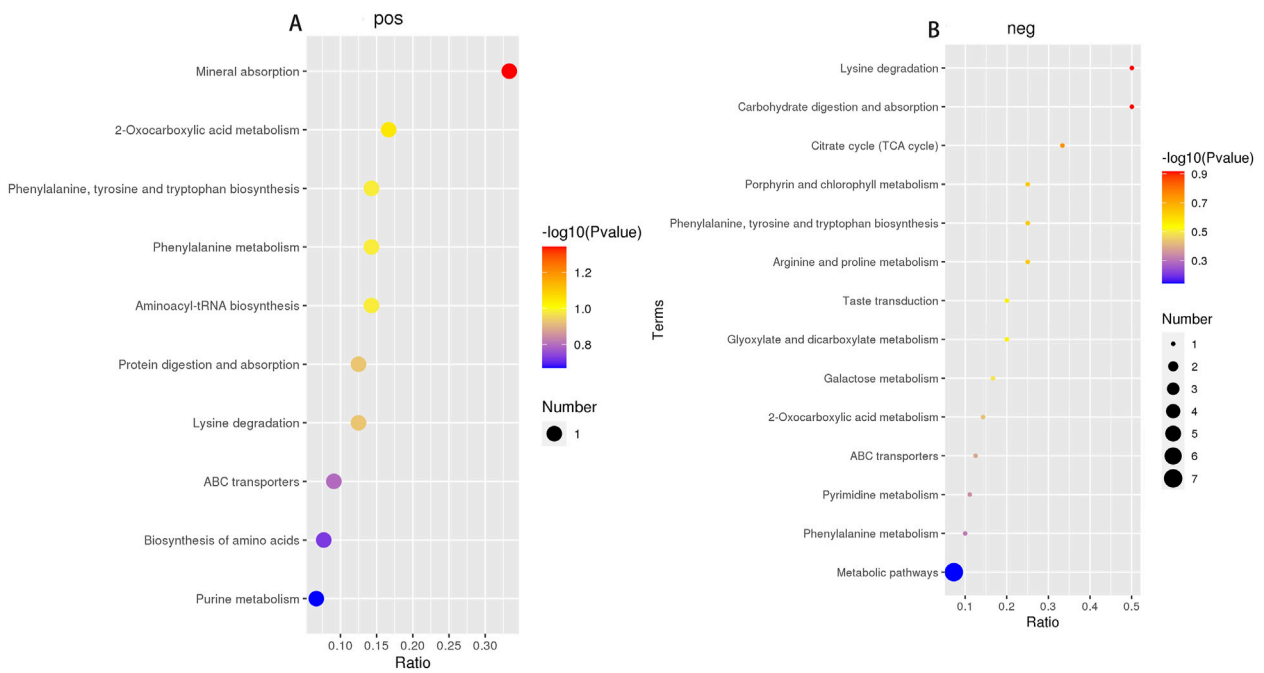 A pos
Mineral absorption
2-Oxocarboxylic acid metabolism
Phenylalanine, tyrosine and tryptophan biosynthesis
Phenylalanine metabolism
Aminoacyl-tRNA biosynthesis
Protein digestion and absorption
Lysine degradation
ABC transporters
Biosynthesis of amino acids
Purine metabolism
0.10 0.15 0.20 0.25 0.30
Ratio
-log10(Pvalue)
1.2
1.0
0.8
Number
1
B neg
Terms
Lysine degradation
Carbohydrate digestion and absorption
Citrate cycle (TCA cycle)
Porphyrin and chlorophyll metabolism
Phenylalanine, tyrosine and tryptophan biosynthesis
Arginine and proline metabolism
Taste transduction
Glyoxylate and dicarboxylate metabolism
Galactose metabolism
2-Oxocarboxylic acid metabolism
ABC transporters
Pyrimidine metabolism
Phenylalanine metabolism
Metabolic pathways
0.1 0.2 0.3 0.4 0.5
Ratio
-log10(Pvalue)
0.9
0.7
0.5
0.3
Number
1
2
3
4
5
6
7